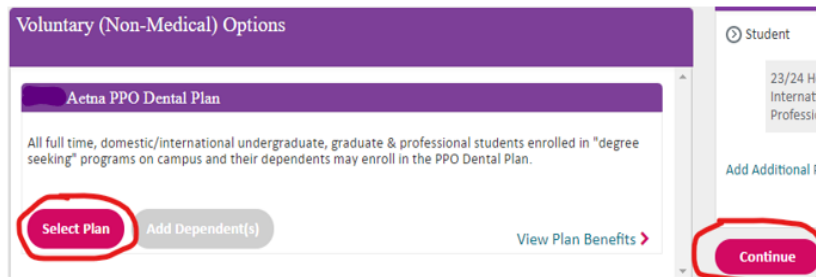 Voluntary (Non-Medical) Options
Aetna PPO Dental Plan
All full time, domestic/international undergraduate, graduate & professional students enrolled in "degree
seeking" programs on campus and their dependents may enroll in the PPO Dental Plan.
Select Plan
Add Dependent(s)
View Plan Benefits
Student
23/24
Add Additional
Continue